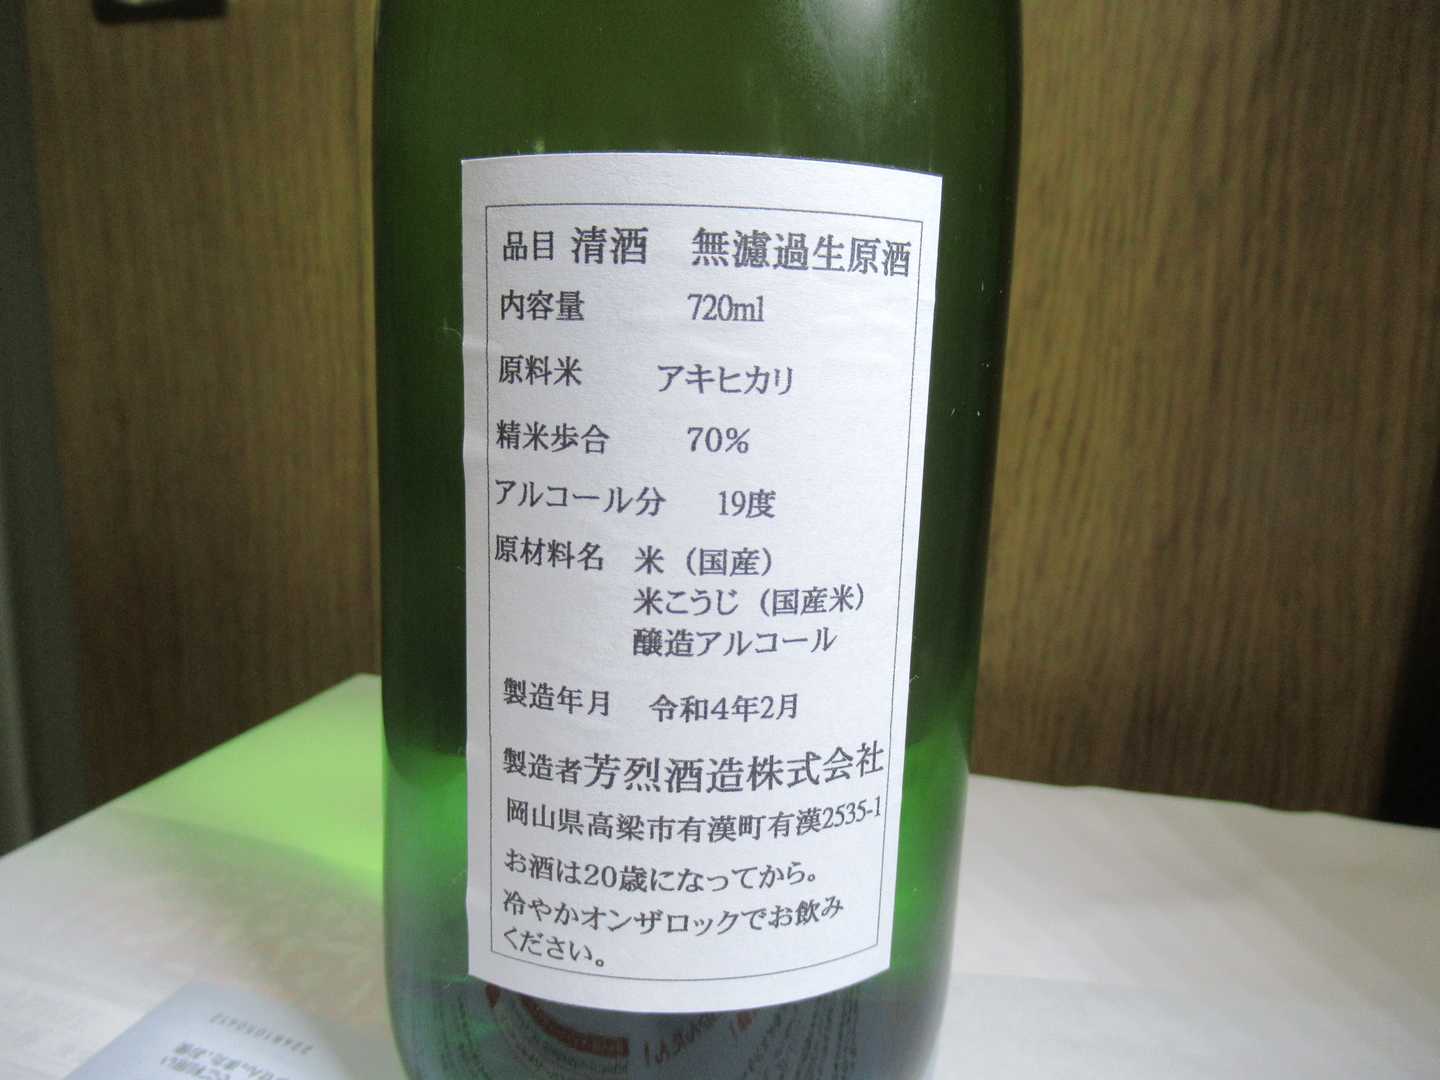 品目 清酒 無濾過生原酒
内容量 720ml
原料米 アキヒカリ
精米歩合 70%
アルコール分 19度
原材料名 米（国産）
米こうじ（国産米）
醸造アルコール
製造年月 令和4年2月
製造者 芳烈酒造株式会社
岡山県高梁市有漢町有漢2535-1
お酒は20歳になってから。
冷やかオンザロックでお飲み
ください。